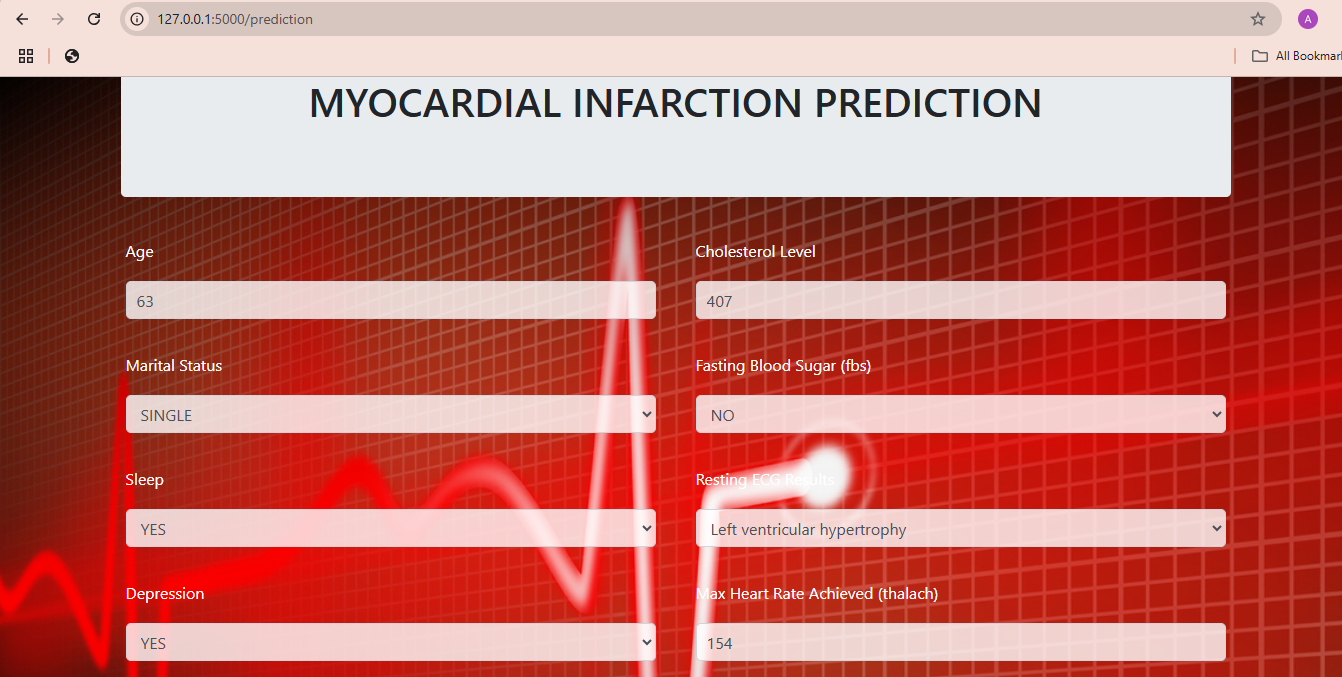 127.0.0.1:5000/prediction
A
All Bookmar
MYOCARDIAL INFARCTION PREDICTION
Age
Cholesterol Level
63
407
Marital Status
Fasting Blood Sugar (fbs)
SINGLE
NO
Sleep
Resting ECG Results
YES
Left ventricular hypertrophy
Depression
Max Heart Rate Achieved (thalach)
YES
154